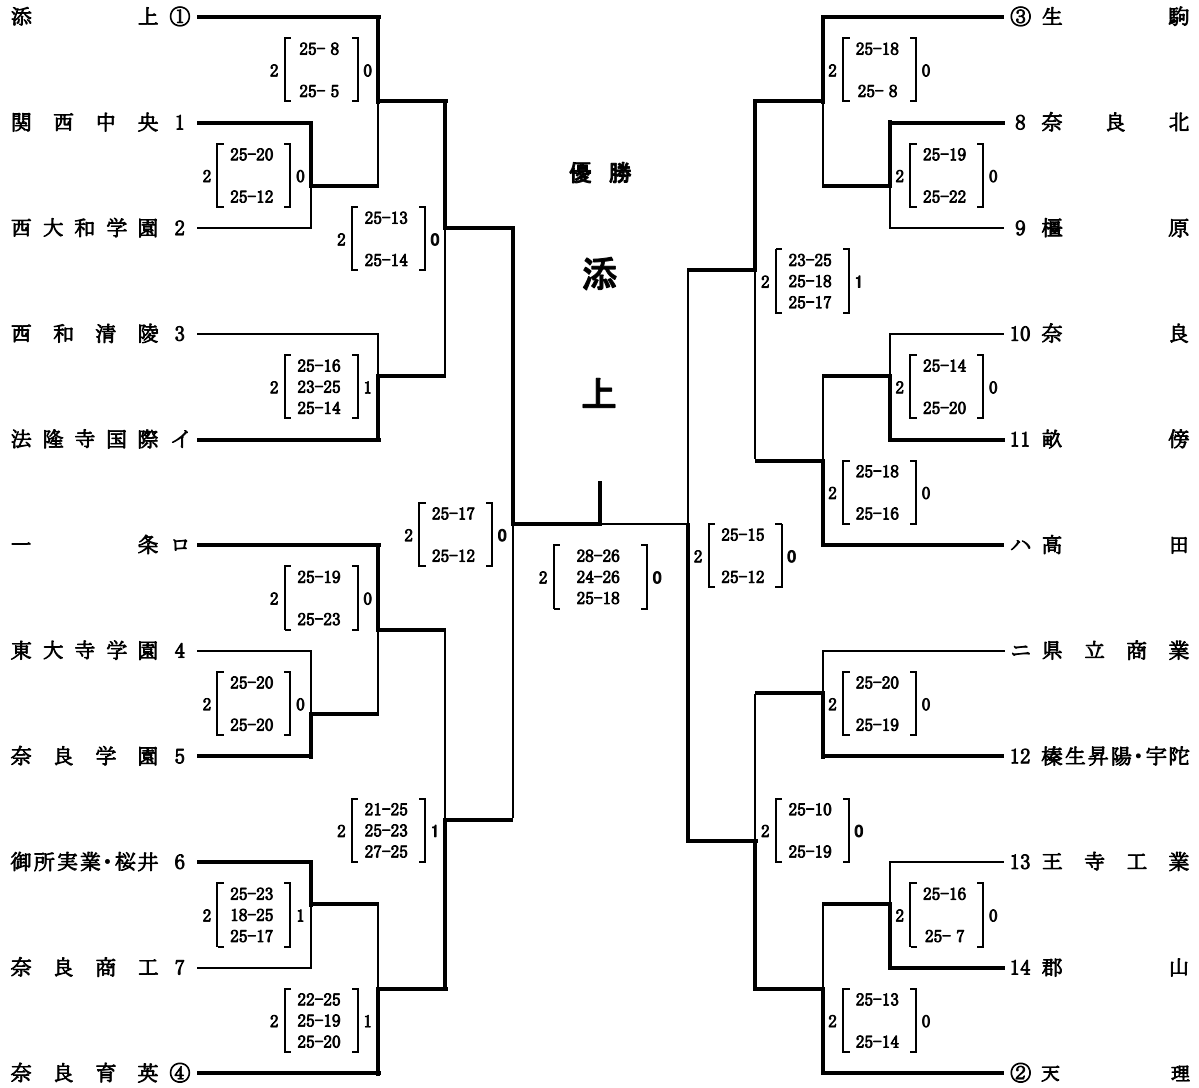 添上①
25- 8
2 0
25- 5
関西中央 1
25-20
2 0
25-12
西大和学園 2
25-13
2 0
25-14
西和清陵 3
25-16
2 23-25 1
25-14
法隆寺国際 イ
25-17
2 0
25-12
一条 ロ
25-19
2 0
25-23
東大寺学園 4
25-20
2 0
25-20
奈良学園 5
21-25
2 25-23 1
27-25
御所実業・桜井 6
25-23
2 18-25 1
25-17
奈良商工 7
22-25
2 25-19 1
25-20
奈良育英④
優勝
添
上
28-26
2 24-26 0
25-18
③ 生駒
25-18
2 0
25- 8
8 奈良北
25-19
2 0
25-22
9 橿原
23-25
2 25-18 1
25-17
10 奈良
25-14
2 0
25-20
11 畝傍
25-18
2 0
25-16
ハ 高田
25-15
2 0
25-12
ニ 県立商業
25-20
2 0
25-19
12 榛生昇陽・宇陀
25-10
2 0
25-19
13 王寺工業
25-16
2 0
25- 7
14 郡山
25-13
2 0
25-14
② 天理